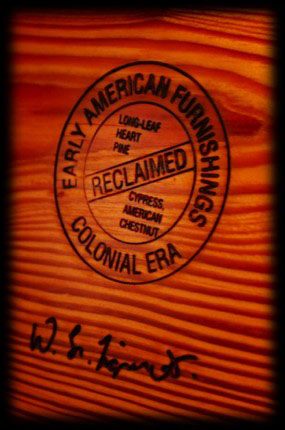 EARLY AMERICAN FURNISHINGS
LONG-LEAF
HEART
PINE
RECLAIMED
CYPRESS,
AMERICAN
CHESTNUT
COLONIAL ERA
W.